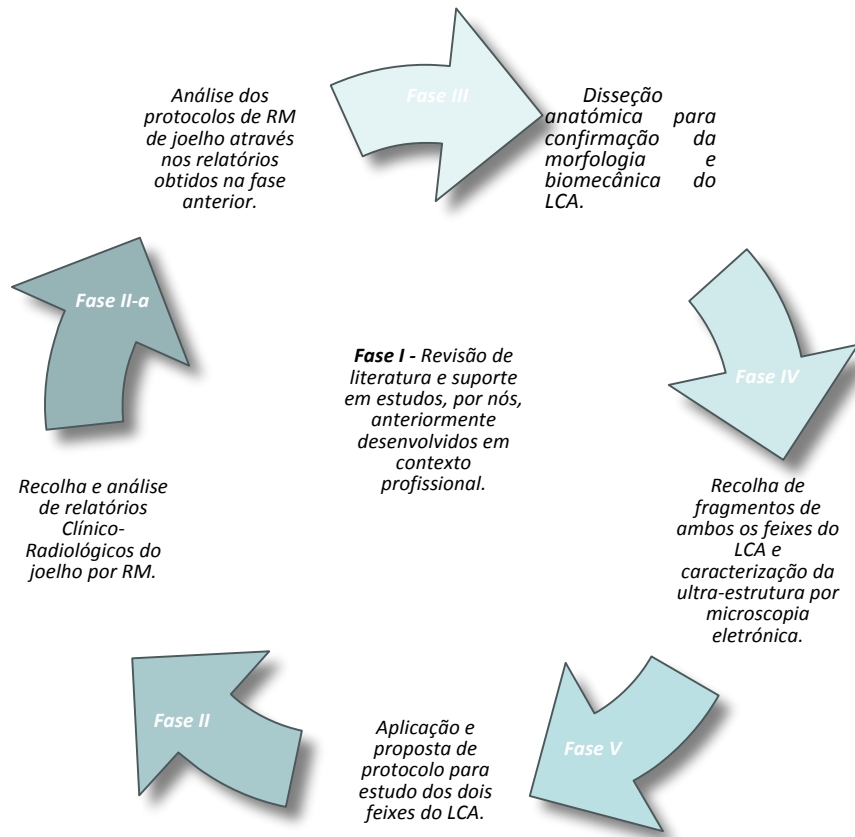 Fase III
Análise dos
protocolos de RM
de joelho através
nos relatórios
obtidos na fase
anterior.
Disseção
anatómica para
confirmação da
morfologia e
biomecânica do
LCA.
Fase II-a
Fase I - Revisão de
literatura e suporte
em estudos, por nós,
anteriormente
desenvolvidos em
contexto
profissional.
Fase IV
Recolha e análise
de relatórios
Clínico-
Radiológicos do
joelho por RM.
Recolha de
fragmentos de
ambos os feixes do
LCA e
caracterização da
ultra-estrutura por
microscopia
eletrónica.
Fase II
Aplicação e
proposta de
protocolo para
estudo dos dois
feixes do LCA.
Fase V